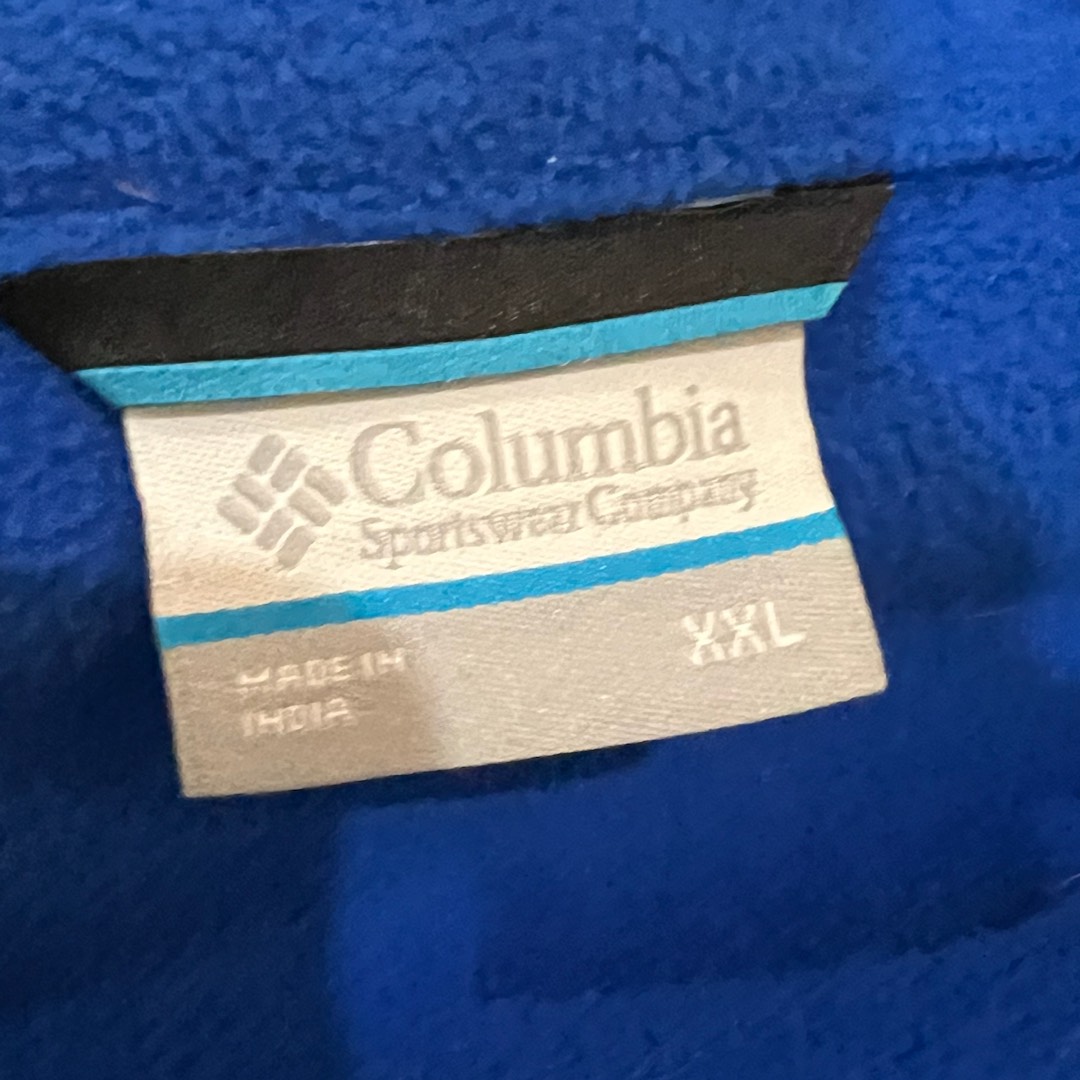 Columbia
Sportswear Company
XXL
MADE IN
INDIA